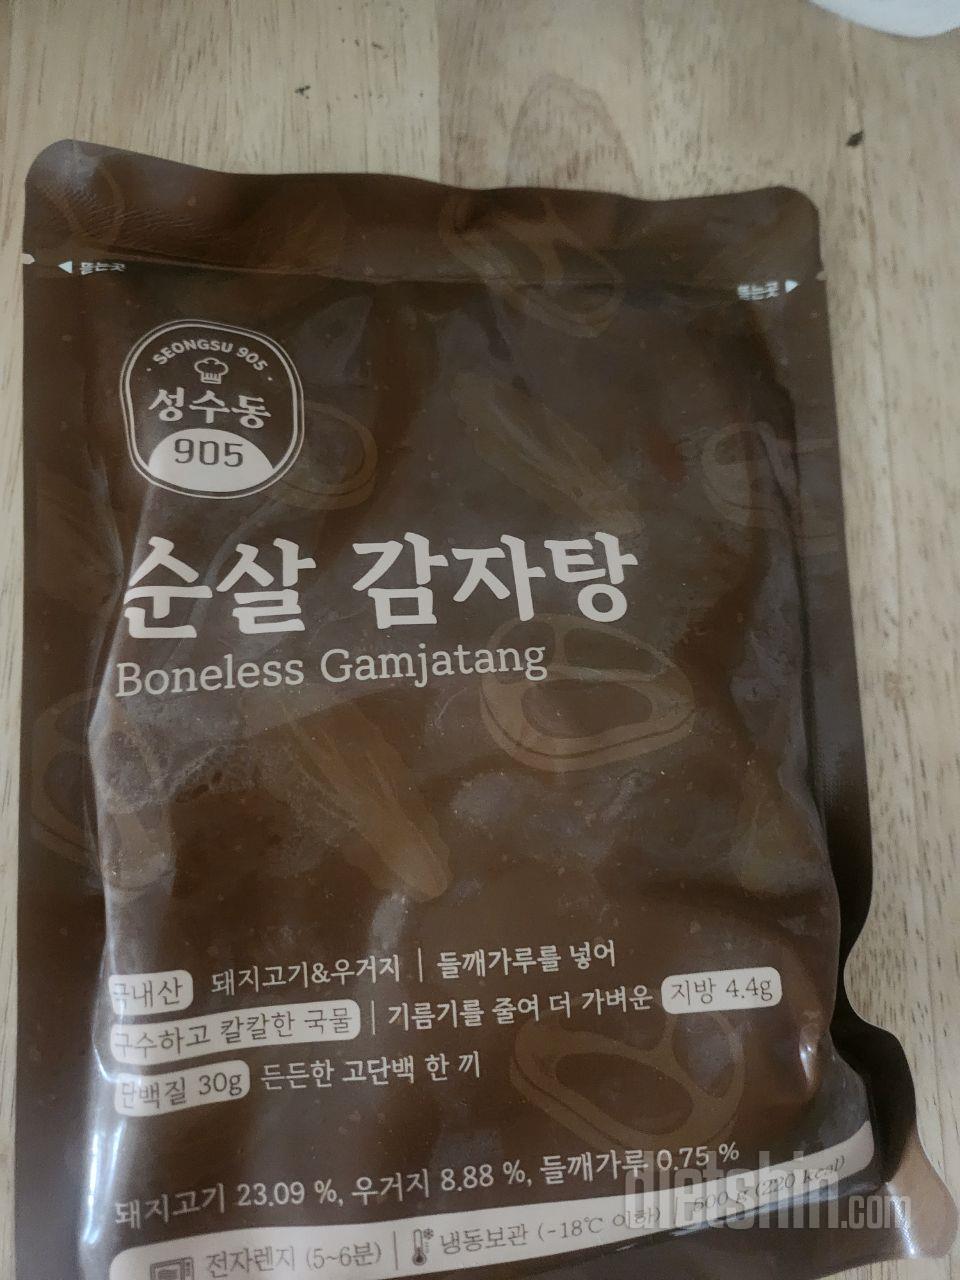 뜯는곳
뜯는곳
SEONGSU 905
성수동
905
순살 감자탕
Boneless Gamjatang
국내산 돼지고기&우거지 | 들깨가루를 넣어
구수하고 칼칼한 국물 | 기름기를 줄여 더 가벼운 지방 4.4g
단백질 30g 든든한 고단백 한 끼
돼지고기 23.09 %, 우거지 8.88 %, 들깨가루 0.75 %
전자렌지 (5~6분) | 냉동보관 (-18℃ 이하) 500 g (220 kcal)
dietshin.com